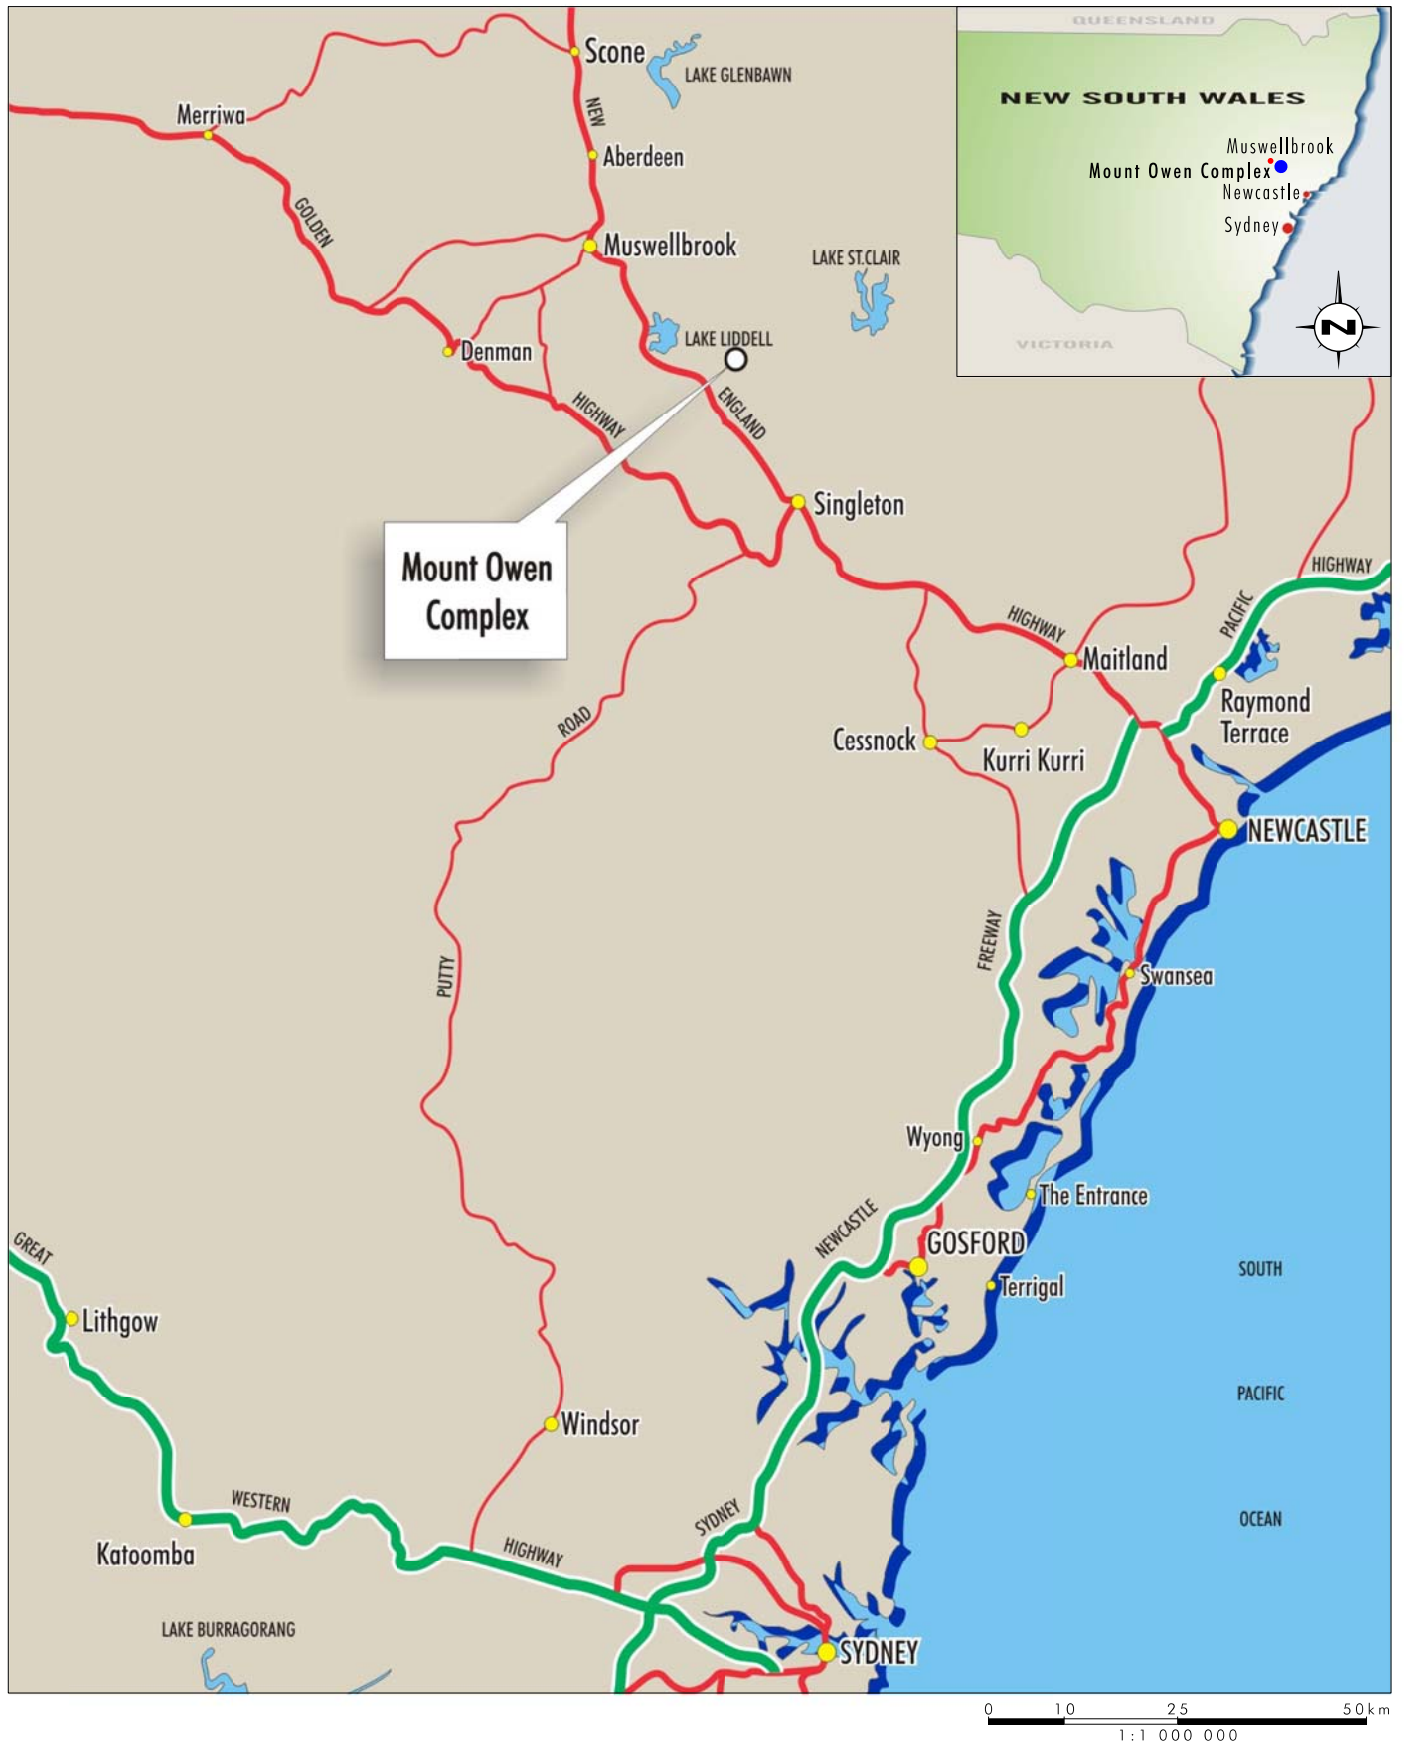 QUEENSLAND
NEW SOUTH WALES
Muswellbrook
Mount Owen Complex
Newcastle
Sydney
VICTORIA
N
Scone
LAKE GLENBAWN
NEW
Merriwa
Aberdeen
GOLDEN
Muswellbrook
LAKE ST.CLAIR
LAKE LIDDELL
Denman
HIGHWAY
ENGLAND
Singleton
Mount Owen
Complex
HIGHWAY
PACIFIC
HIGHWAY
Maitland
Raymond
Terrace
ROAD
Cessnock
Kurri Kurri
NEWCASTLE
FREEWAY
PUTTY
Swansea
Wyong
The Entrance
NEWCASTLE
GREAT
GOSFORD
SOUTH
Terrigal
Lithgow
PACIFIC
Windsor
WESTERN
SYDNEY
OCEAN
Katoomba
HIGHWAY
LAKE BURRAGORANG
SYDNEY
0 10 25 50km
1:1 000 000